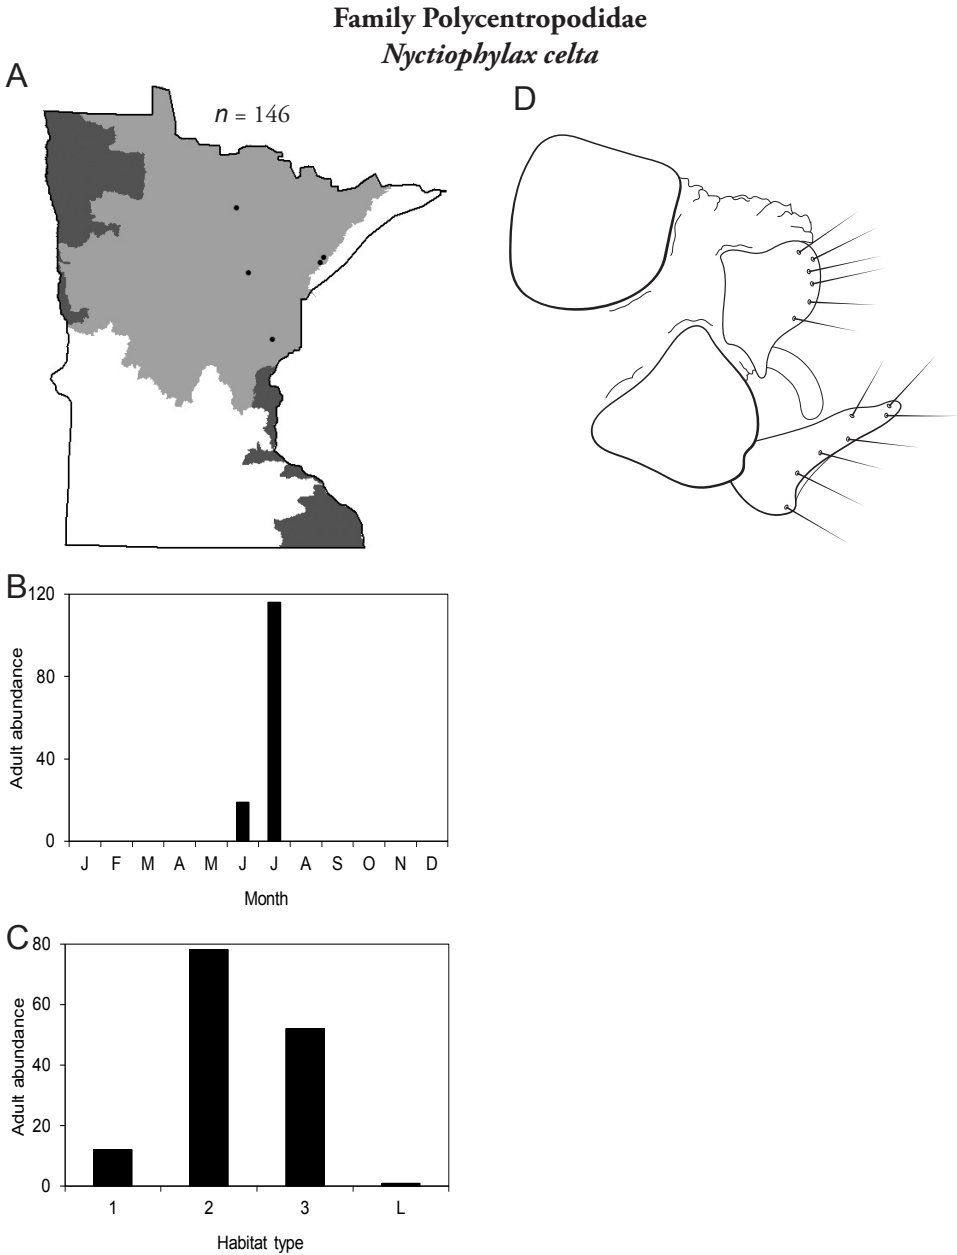 Family Polycentropodidae
Nyctiophylax celta
A
n = 146
D
B
120
80
40
0
Adult abundance
J F M A M J J A S O N D
Month
C
80
60
40
20
0
Adult abundance
1 2 3 L
Habitat type